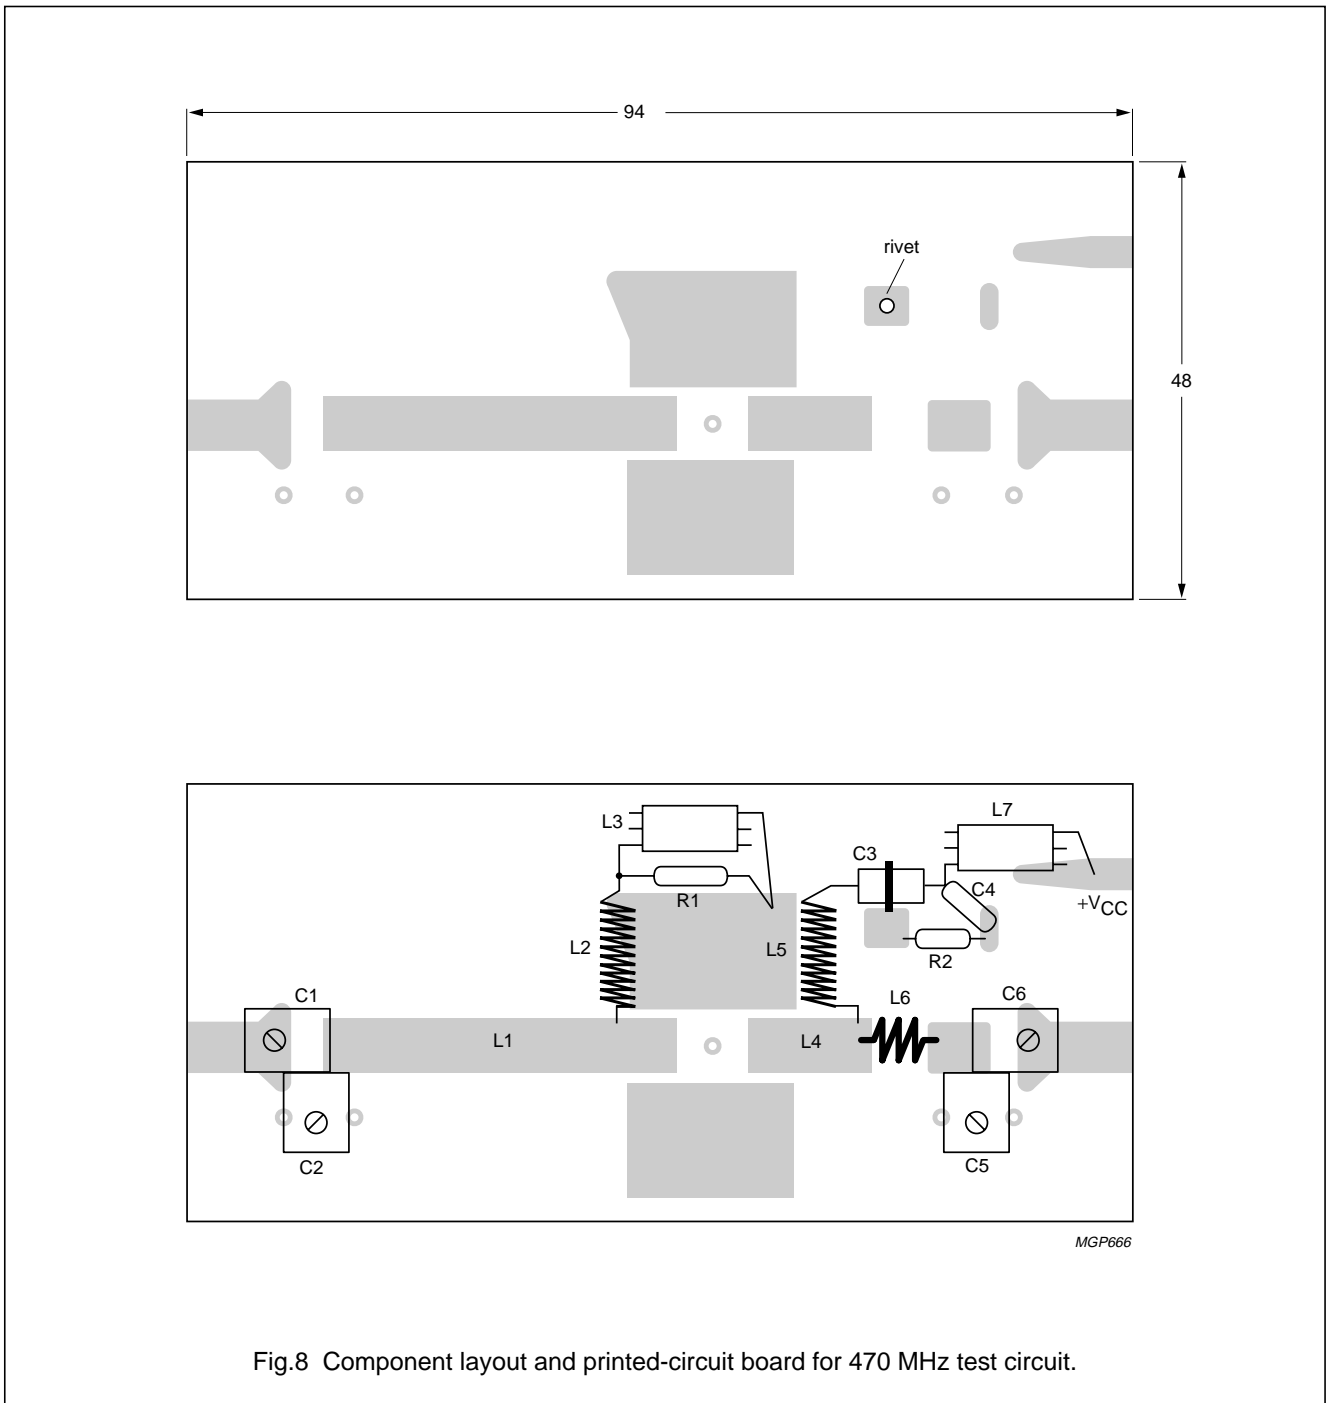 94
rivet
48
L3
L7
C3
C4
R1
+VCC
L2
L5
R2
C1
L6
C6
L1
L4
C2
C5
MGP666
Fig.8 Component layout and printed-circuit board for 470 MHz test circuit.